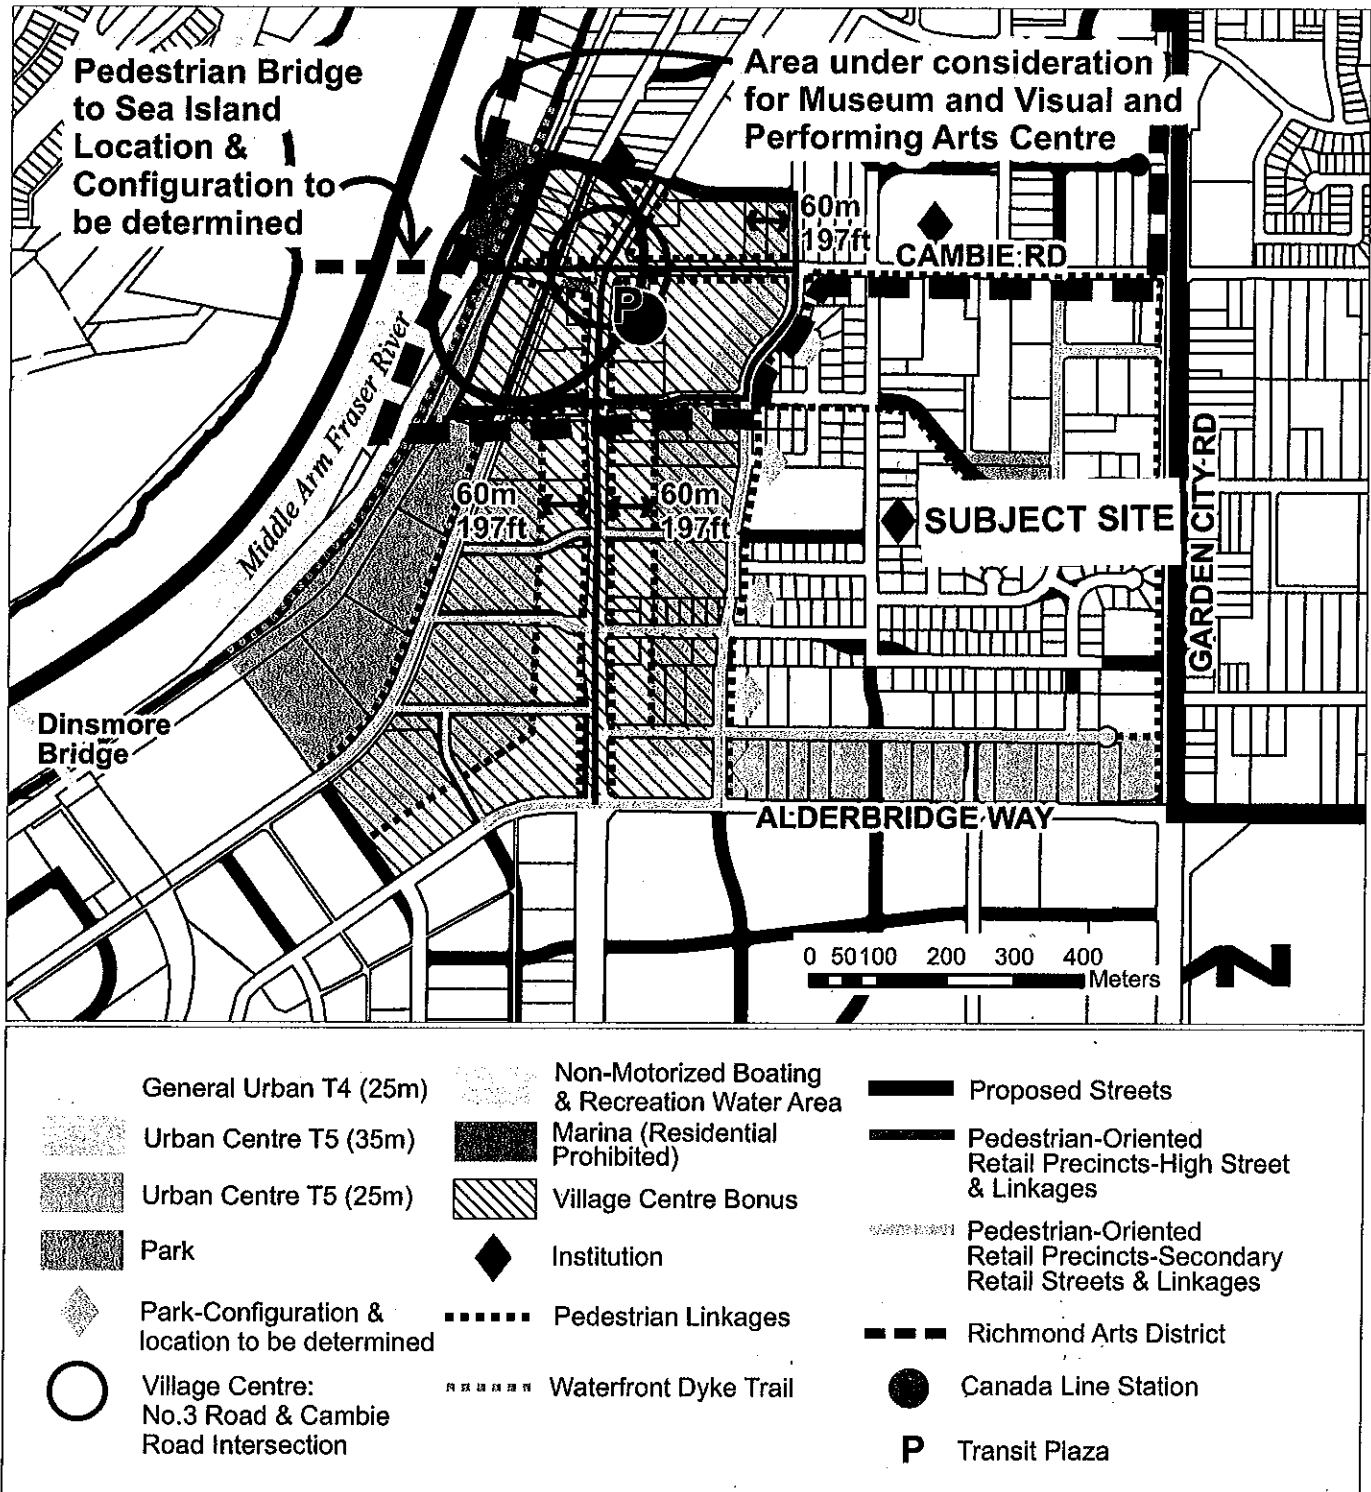 Pedestrian Bridge
to Sea Island
Location &
Configuration to
be determined
Area under consideration
for Museum and Visual and
Performing Arts Centre
60m
197ft
CAMBIE RD
P
Middle Arm Fraser River
60m
197ft
60m
197ft
SUBJECT SITE
GARDEN CITY RD
Dinsmore
Bridge
ALDERBRIDGE WAY
0 50 100 200 300 400
Meters
N
General Urban T4 (25m)
Urban Centre T5 (35m)
Urban Centre T5 (25m)
Park
Park-Configuration &
location to be determined
Village Centre:
No.3 Road & Cambie
Road Intersection
Non-Motorized Boating
& Recreation Water Area
Marina (Residential
Prohibited)
Village Centre Bonus
Institution
Pedestrian Linkages
Waterfront Dyke Trail
Proposed Streets
Pedestrian-Oriented
Retail Precincts-High Street
& Linkages
Pedestrian-Oriented
Retail Precincts-Secondary
Retail Streets & Linkages
Richmond Arts District
Canada Line Station
P Transit Plaza